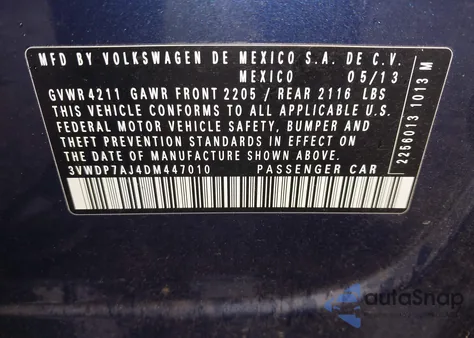 MFD BY VOLKSWAGEN DE MEXICO S.A. DE C.V.
MEXICO 05/13
GVWR 4211 GAWR FRONT 2205 / REAR 2116 LBS
THIS VEHICLE CONFORMS TO ALL APPLICABLE U.S.
FEDERAL MOTOR VEHICLE SAFETY, BUMPER AND
THEFT PREVENTION STANDARDS IN EFFECT ON
THE DATE OF MANUFACTURE SHOWN ABOVE.
3VWDP7AJ4DM447010 PASSENGER CAR
2256013 1013 M
autoSnap